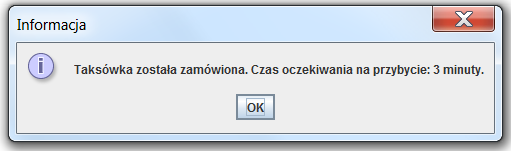 Informacja
Taksówka została zamówiona. Czas oczekiwania na przybycie: 3 minuty.
OK